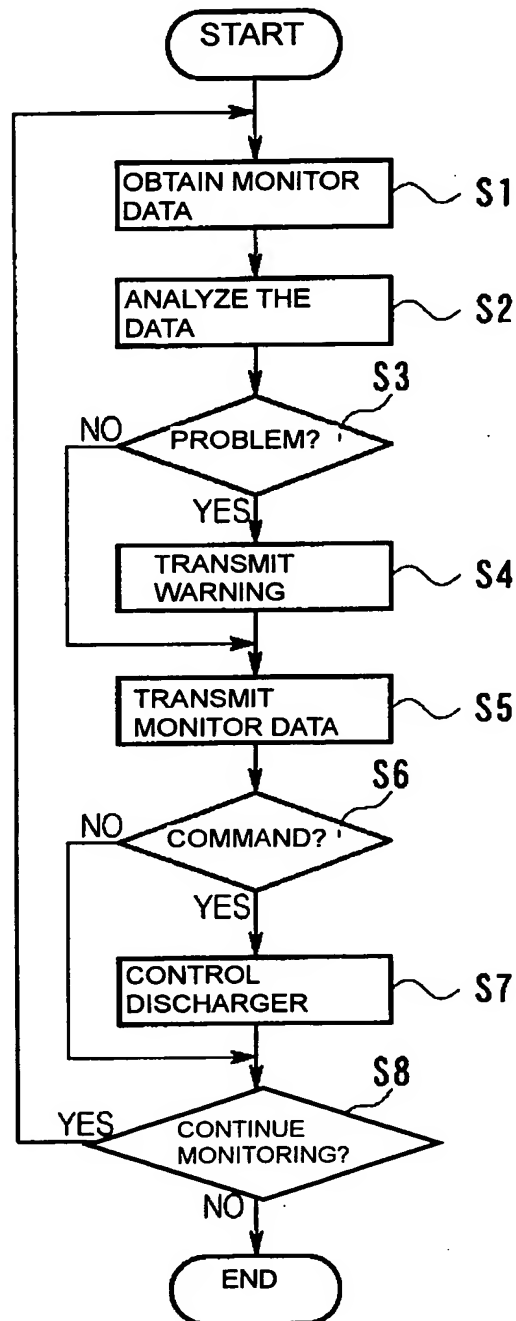 START
OBTAIN MONITOR
DATA
S1
ANALYZE THE
DATA
S2
S3
NO
PROBLEM?
YES
TRANSMIT
WARNING
S4
TRANSMIT
MONITOR DATA
S5
S6
NO
COMMAND?
YES
CONTROL
DISCHARGER
S7
S8
YES
CONTINUE
MONITORING?
NO
END